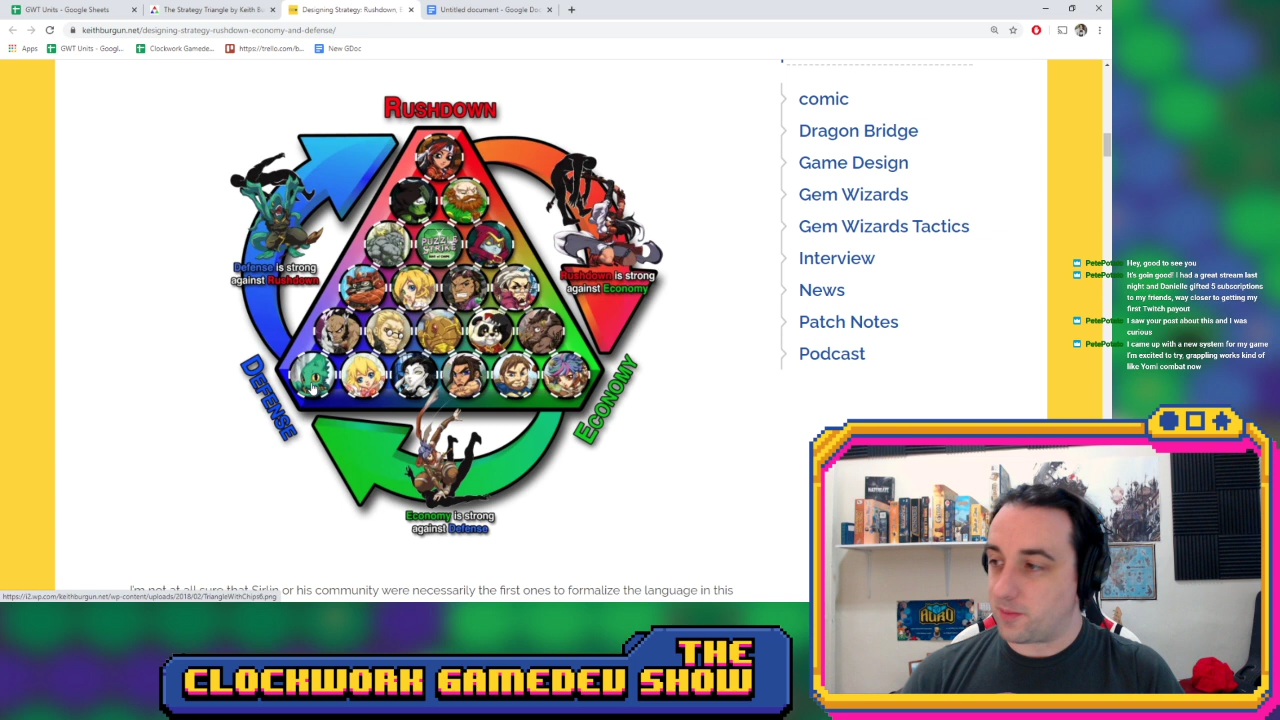 GWT Units - Google Sheets
The Strategy Triangle by Keith Bu
Designing Strategy: Rushdown, E
Untitled document - Google Doc
keithburgun.net/designing-strategy-rushdown-economy-and-defense/
Apps
GWT Units - Googl...
Clockwork Gamede...
https://trello.com/b...
New GDoc
RUSHDOWN
PUZZLE
STRIKE
Defense is strong
against Rushdown
Rushdown is strong
against Economy
DEFENSE
ECONOMY
Economy is strong
against Defense
comic
Dragon Bridge
Game Design
Gem Wizards
Gem Wizards Tactics
Interview
News
Patch Notes
Podcast
I'm not at all sure that Sirlin or his community were necessarily the first ones to formalize the language in this
https://i2.wp.com/keithburgun.net/wp-content/uploads/2018/02/TriangleWithChips6.png
Hey, good to see you
It's goin good! I had a great stream last
night and Danielle gifted 5 subscriptions
to my friends, way closer to getting my
first Twitch payout
I saw your post about this and I was
curious
I came up with a new system for my game
I'm excited to try, grappling works kind of
like Yomi combat now
AURO
THE
CLOCKWORK GAMEDEV SHOW